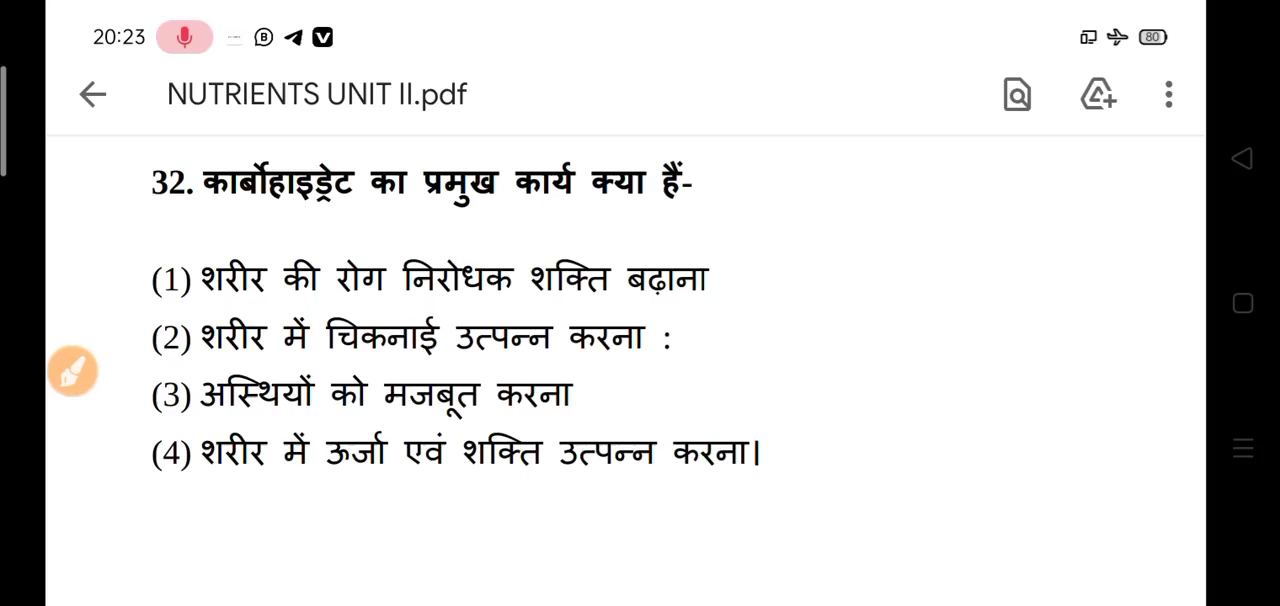 20:23
80
NUTRIENTS UNIT II.pdf
32. कार्बोहाइड्रेट का प्रमुख कार्य क्या हैं-
(1) शरीर की रोग निरोधक शक्ति बढ़ाना
(2) शरीर में चिकनाई उत्पन्न करना :
(3) अस्थियों को मजबूत करना
(4) शरीर में ऊर्जा एवं शक्ति उत्पन्न करना।